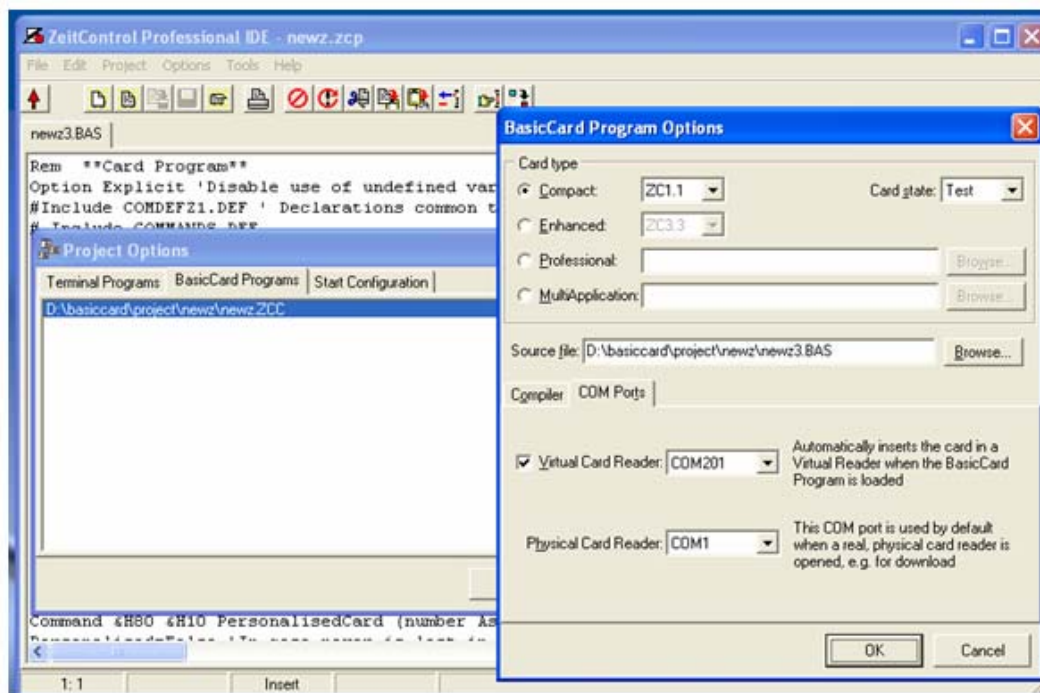 ZeitControl Professional IDE - newz.zcp
File Edit Project Options Tools Help
newz3.BAS
Rem **Card Program**
Option Explicit 'Disable use of undefined var
#Include COMDEFZ1.DEF ' Declarations common t
# Include COMMANDS.DEF
Project Options
Terminal Programs BasicCard Programs Start Configuration
D:\basiccard\project\newz\newz.ZCC
Command &H80 &H10 PersonalisedCard (number As
1: 1 Insert
BasicCard Program Options
Card type
Compact: ZC1.1 Card state: Test
Enhanced: ZC3.3
Professional: Browse...
MultiApplication: Browse...
Source file: D:\basiccard\project\newz\newz3.BAS Browse...
Compiler COM Ports
Virtual Card Reader: COM201
Automatically inserts the card in a
Virtual Reader when the BasicCard
Program is loaded
Physical Card Reader: COM1
This COM port is used by default
when a real, physical card reader is
opened, e.g. for download
OK Cancel